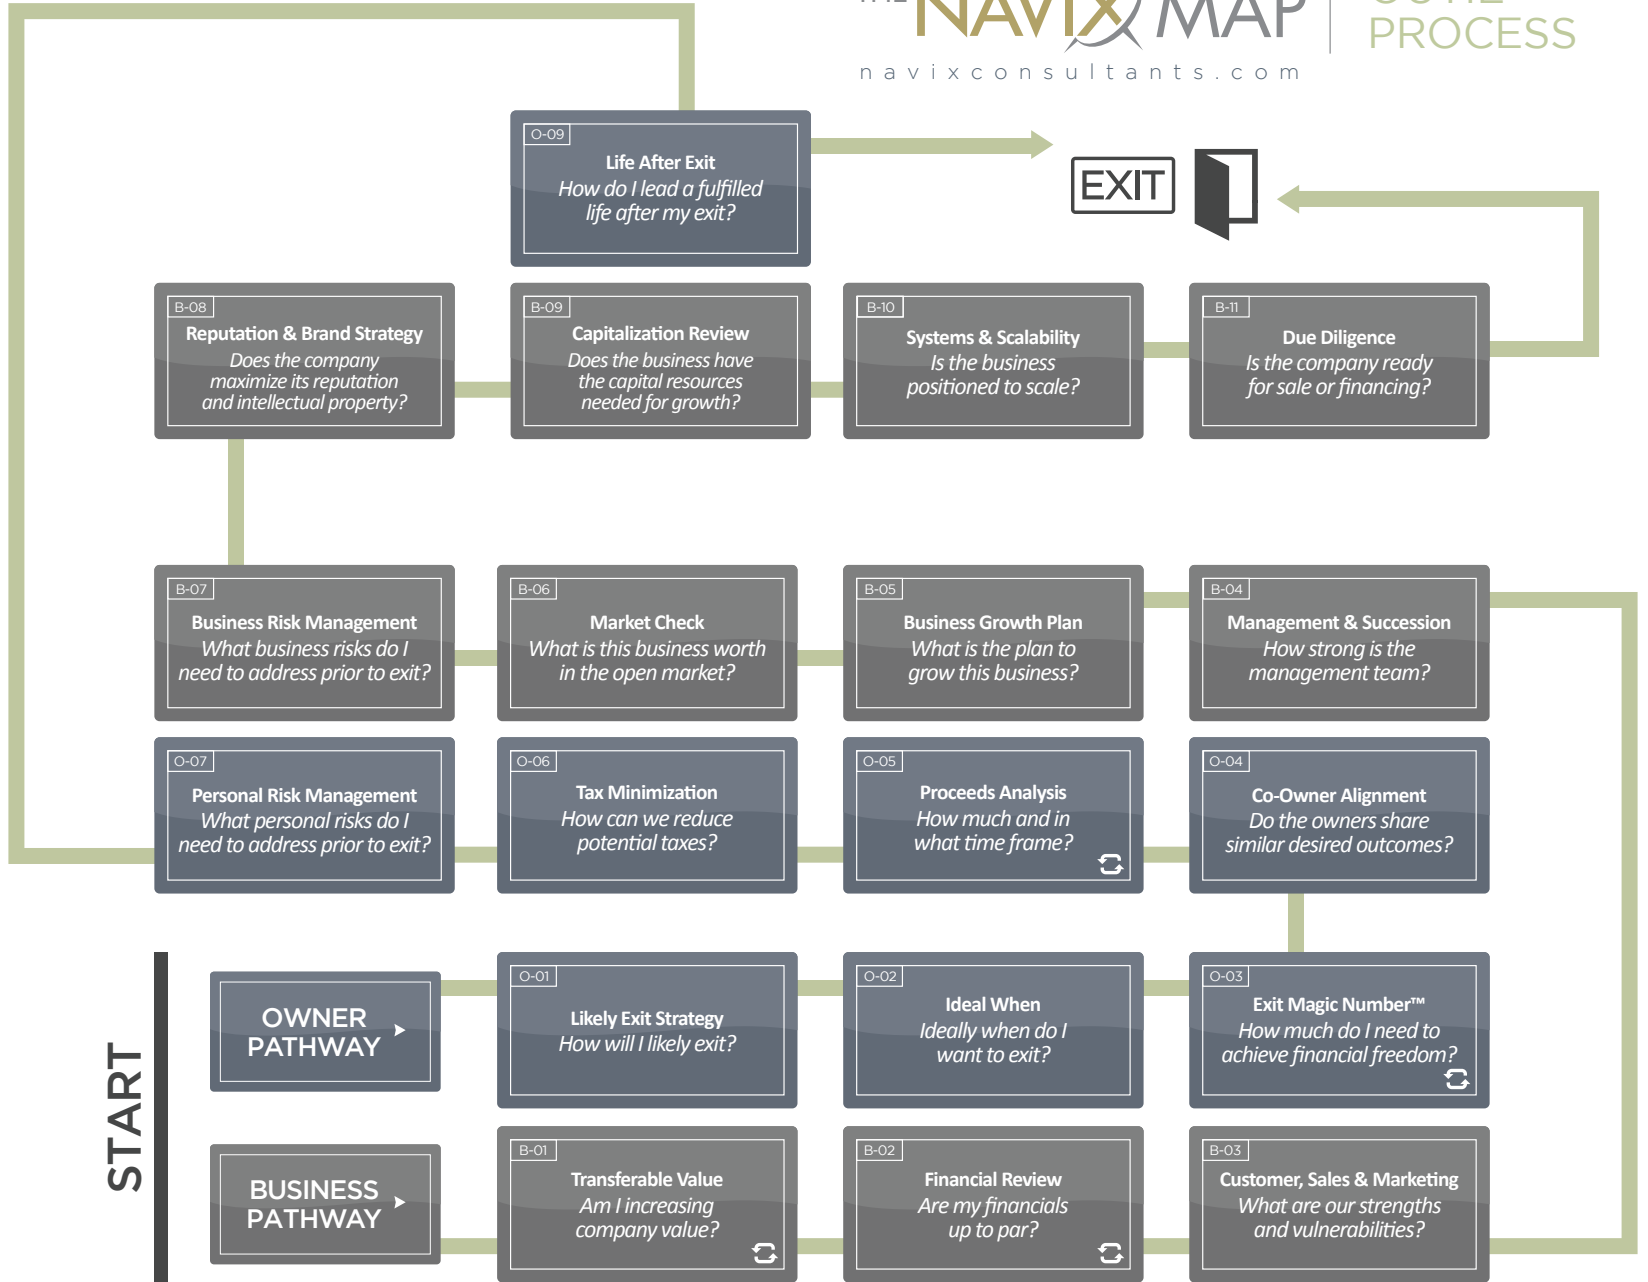 NAVIX MAP
PROCESS
navixconsultants.com
O-09
Life After Exit
How do I lead a fulfilled
life after my exit?
EXIT
B-08
Reputation & Brand Strategy
Does the company
maximize its reputation
and intellectual property?
B-09
Capitalization Review
Does the business have
the capital resources
needed for growth?
B-10
Systems & Scalability
Is the business
positioned to scale?
B-11
Due Diligence
Is the company ready
for sale or financing?
B-07
Business Risk Management
What business risks do I
need to address prior to exit?
B-06
Market Check
What is this business worth
in the open market?
B-05
Business Growth Plan
What is the plan to
grow this business?
B-04
Management & Succession
How strong is the
management team?
O-07
Personal Risk Management
What personal risks do I
need to address prior to exit?
O-06
Tax Minimization
How can we reduce
potential taxes?
O-05
Proceeds Analysis
How much and in
what time frame?
O-04
Co-Owner Alignment
Do the owners share
similar desired outcomes?
START
OWNER
PATHWAY
O-01
Likely Exit Strategy
How will I likely exit?
O-02
Ideal When
Ideally when do I
want to exit?
O-03
Exit Magic Number™
How much do I need to
achieve financial freedom?
BUSINESS
PATHWAY
B-01
Transferable Value
Am I increasing
company value?
B-02
Financial Review
Are my financials
up to par?
B-03
Customer, Sales & Marketing
What are our strengths
and vulnerabilities?